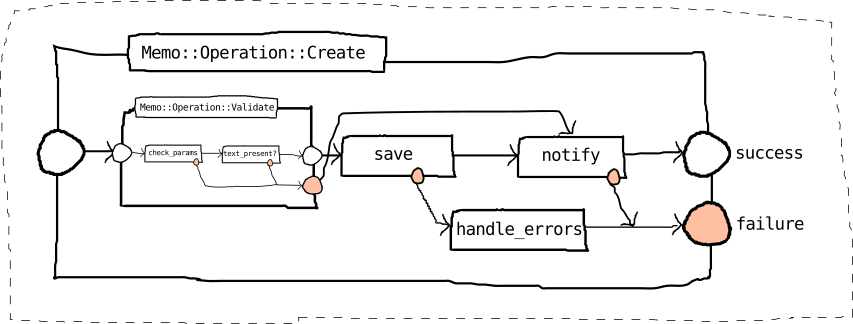 Memo::Operation::Create
Memo::Operation::Validate
check_params
text_present?
save
notify
success
handle_errors
failure